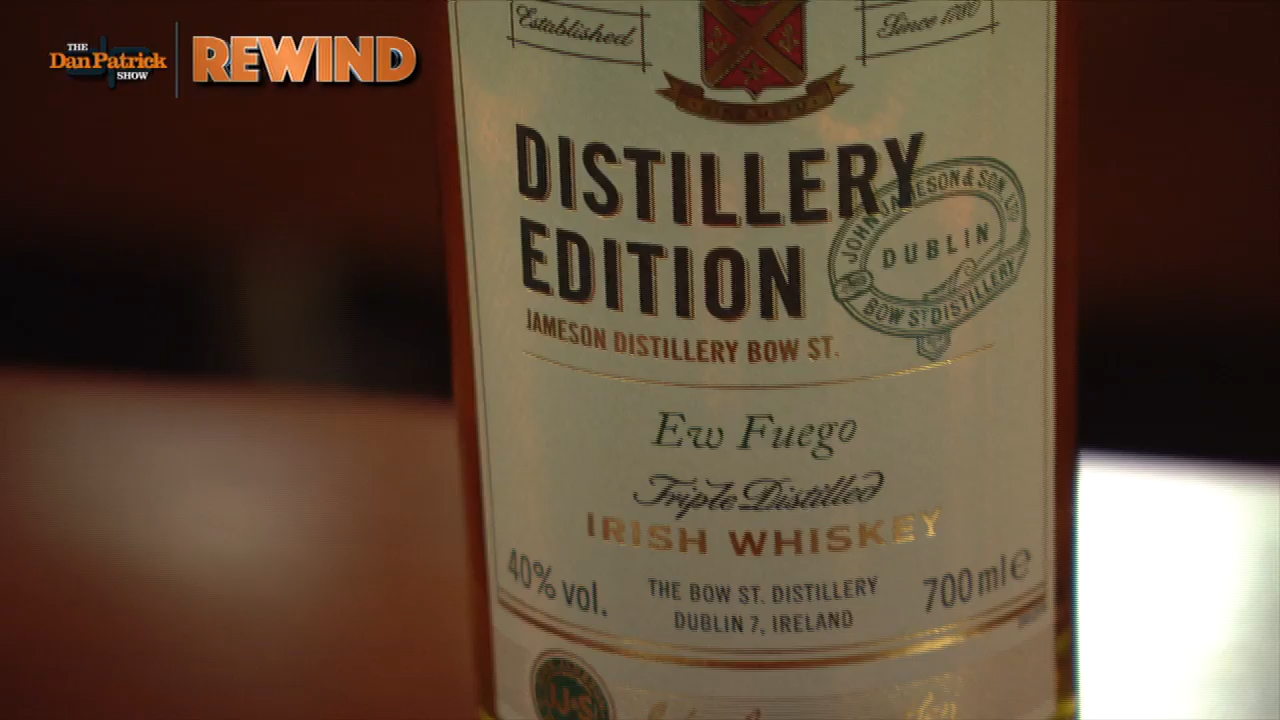 THE
Dan Patrick
SHOW
REWIND
Established
Since 1780
DISTILLERY
EDITION
JOHN JAMESON & SON LTD
DUBLIN
BOW ST DISTILLERY
JAMESON DISTILLERY BOW ST.
Ew Fuego
Triple Distilled
IRISH WHISKEY
40% vol.
THE BOW ST. DISTILLERY
DUBLIN 7, IRELAND
700ml e
JJ&S